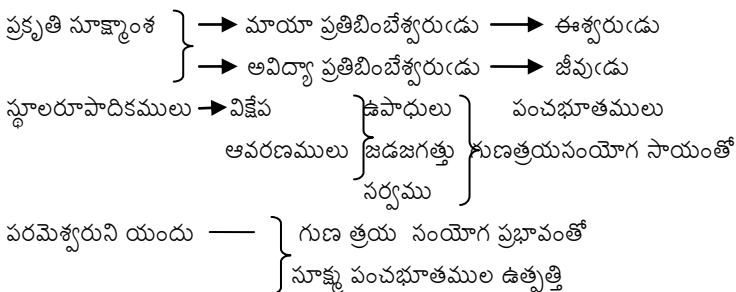 ప్రకృతి సూక్ష్మాంశ → మాయా ప్రతిబింబేశ్వరుఁడు → ఈశ్వరుఁడు
→ అవిద్యా ప్రతిబింబేశ్వరుఁడు → జీవుఁడు
స్థూలరూపాదికములు → విక్షేప ఉపాధులు పంచభూతములు
ఆవరణములు జడజగత్తు గుణత్రయసంయోగ సాయంతో
సర్వము
పరమెశ్వరుని యందు — గుణ త్రయ సంయోగ ప్రభావంతో
సూక్ష్మ పంచభూతముల ఉత్పత్తి